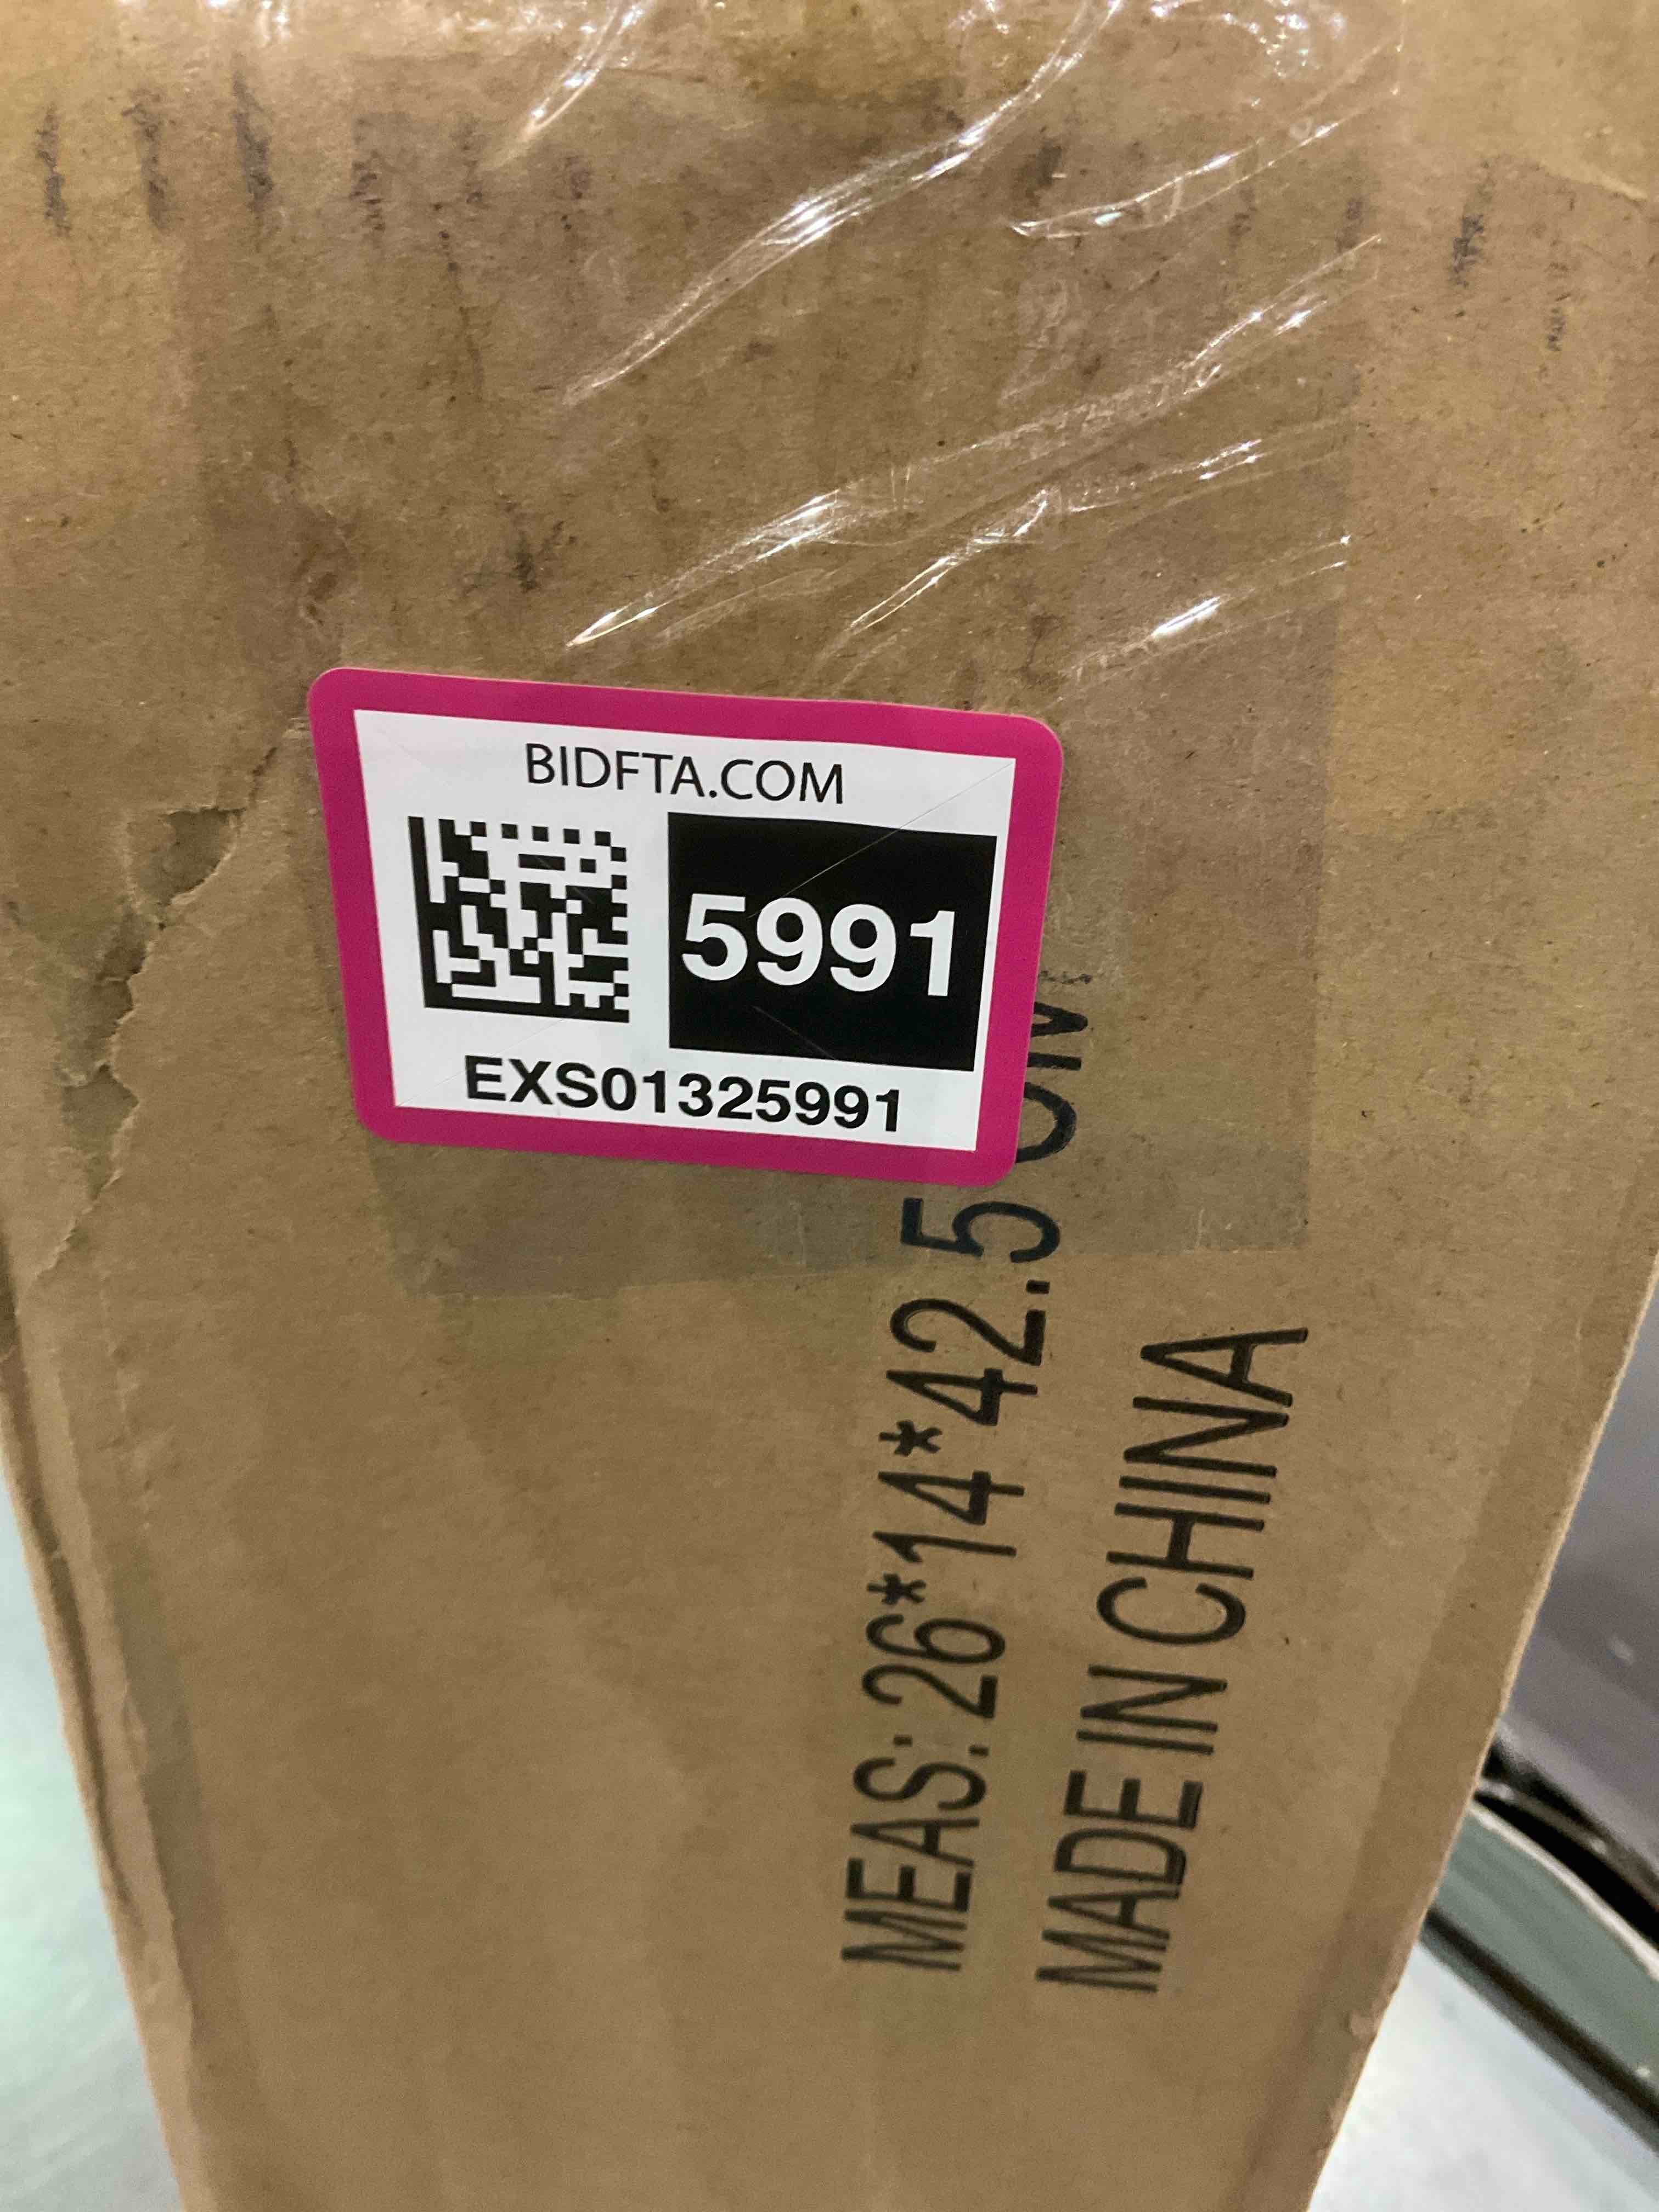 BIDFTA.COM
5991
EXS01325991
MEAS: 26*14*42.5 CM
MADE IN CHINA